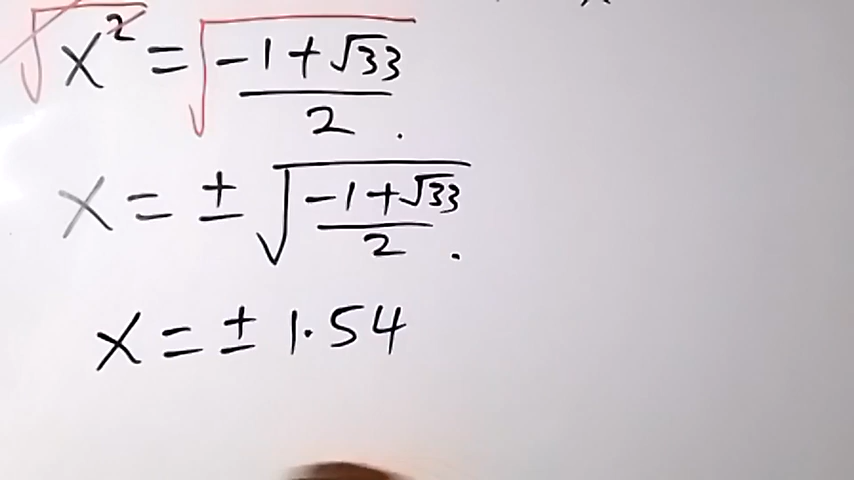 √x² = √((-1+√33)/2).
x = ± √((-1+√33)/2).
x = ± 1.54